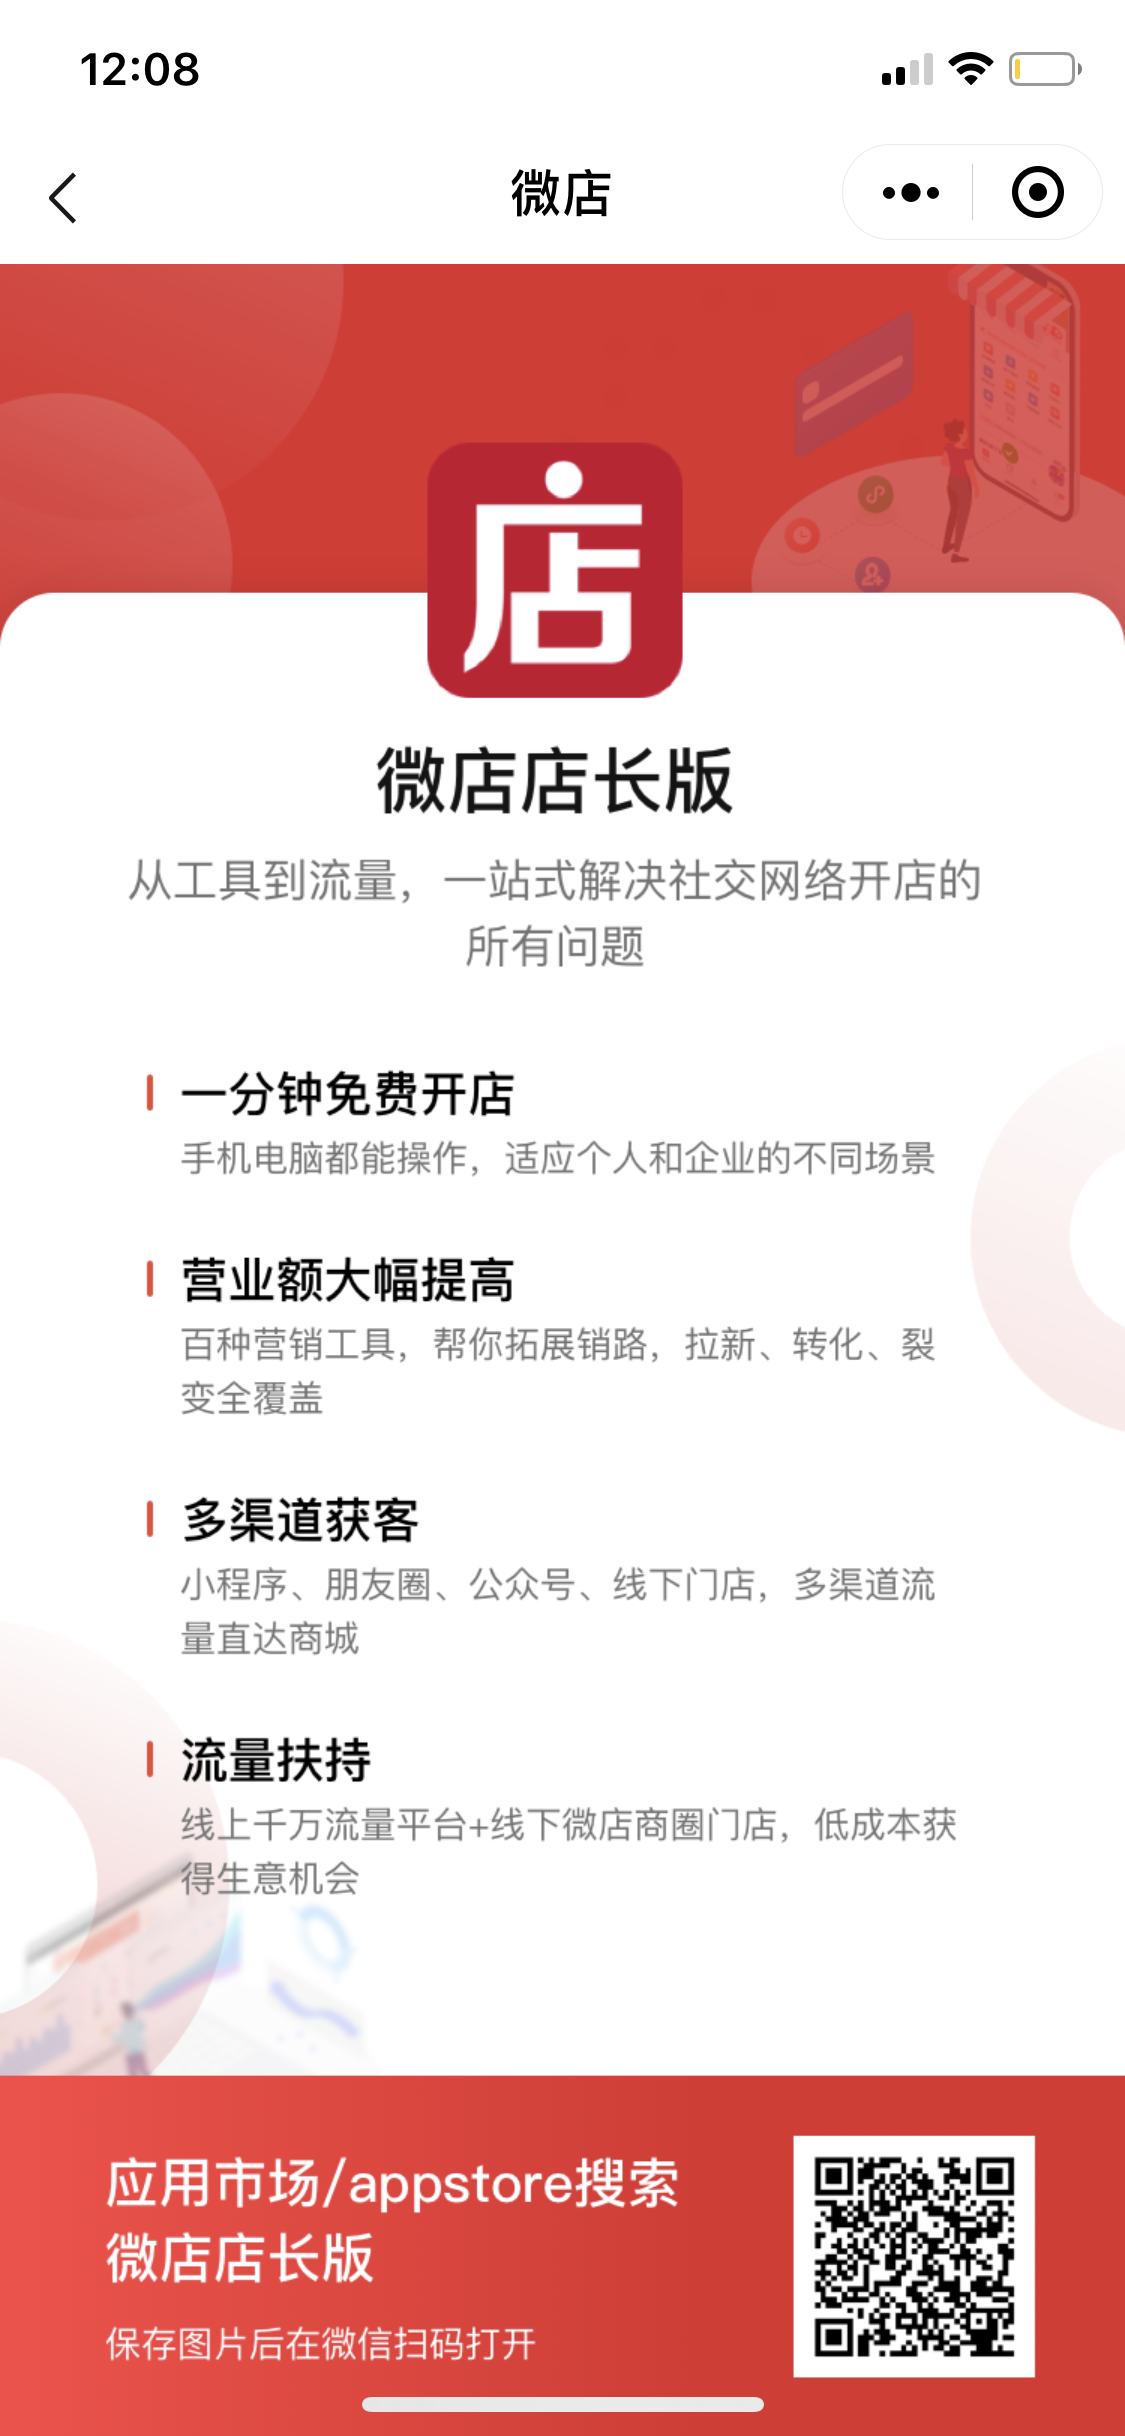 12:08
微店
店
微店店长版
从工具到流量，一站式解决社交网络开店的
所有问题
一分钟免费开店
手机电脑都能操作，适应个人和企业的不同场景
营业额大幅提高
百种营销工具，帮你拓展销路，拉新、转化、裂
变全覆盖
多渠道获客
小程序、朋友圈、公众号、线下门店，多渠道流
量直达商城
流量扶持
线上千万流量平台+线下微店商圈门店，低成本获
得生意机会
应用市场/appstore搜索
微店店长版
保存图片后在微信扫码打开